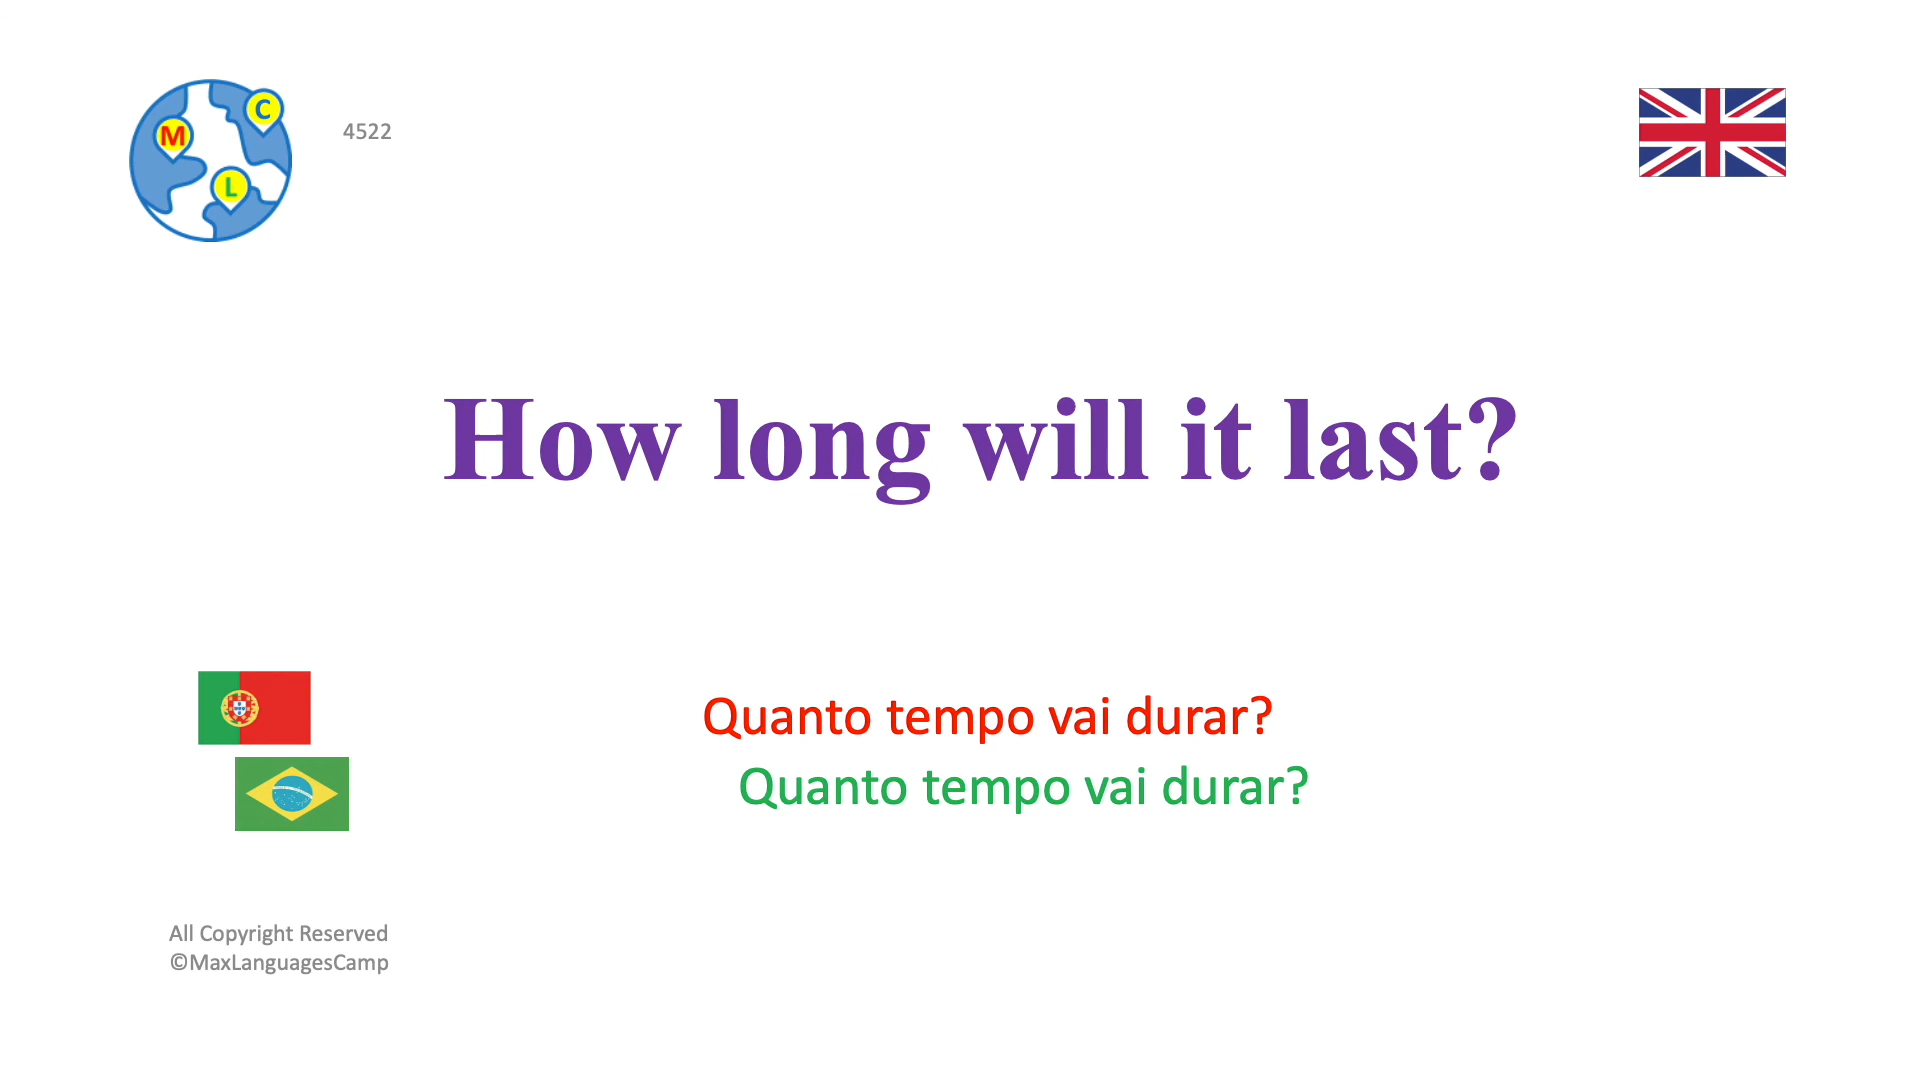 M
C
L
4522
How long will it last?
Quanto tempo vai durar?
Quanto tempo vai durar?
All Copyright Reserved
©MaxLanguagesCamp